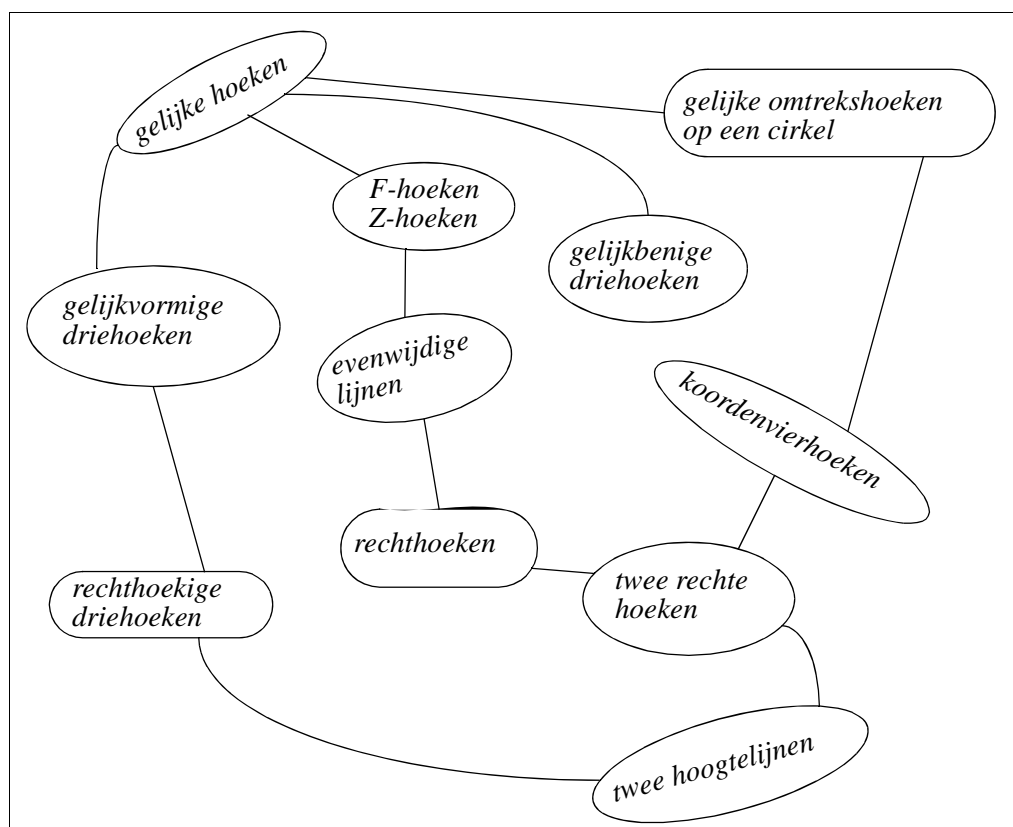 gelijke hoeken
gelijke omtrekshoeken
op een cirkel
F-hoeken
Z-hoeken
gelijkbenige
driehoeken
gelijkvormige
driehoeken
evenwijdige
lijnen
koordenvierhoeken
rechthoeken
rechthoekige
driehoeken
twee rechte
hoeken
twee hoogtelijnen